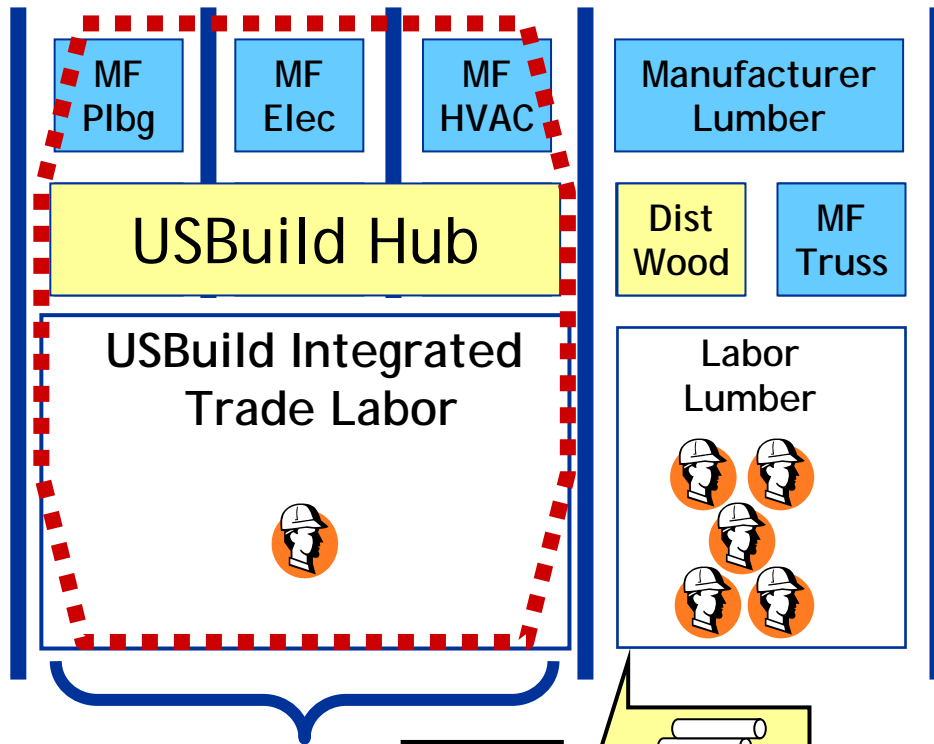 MF
Plbg
MF
Elec
MF
HVAC
Manufacturer
Lumber
USBuild Hub
Dist
Wood
MF
Truss
USBuild Integrated
Trade Labor
Labor
Lumber